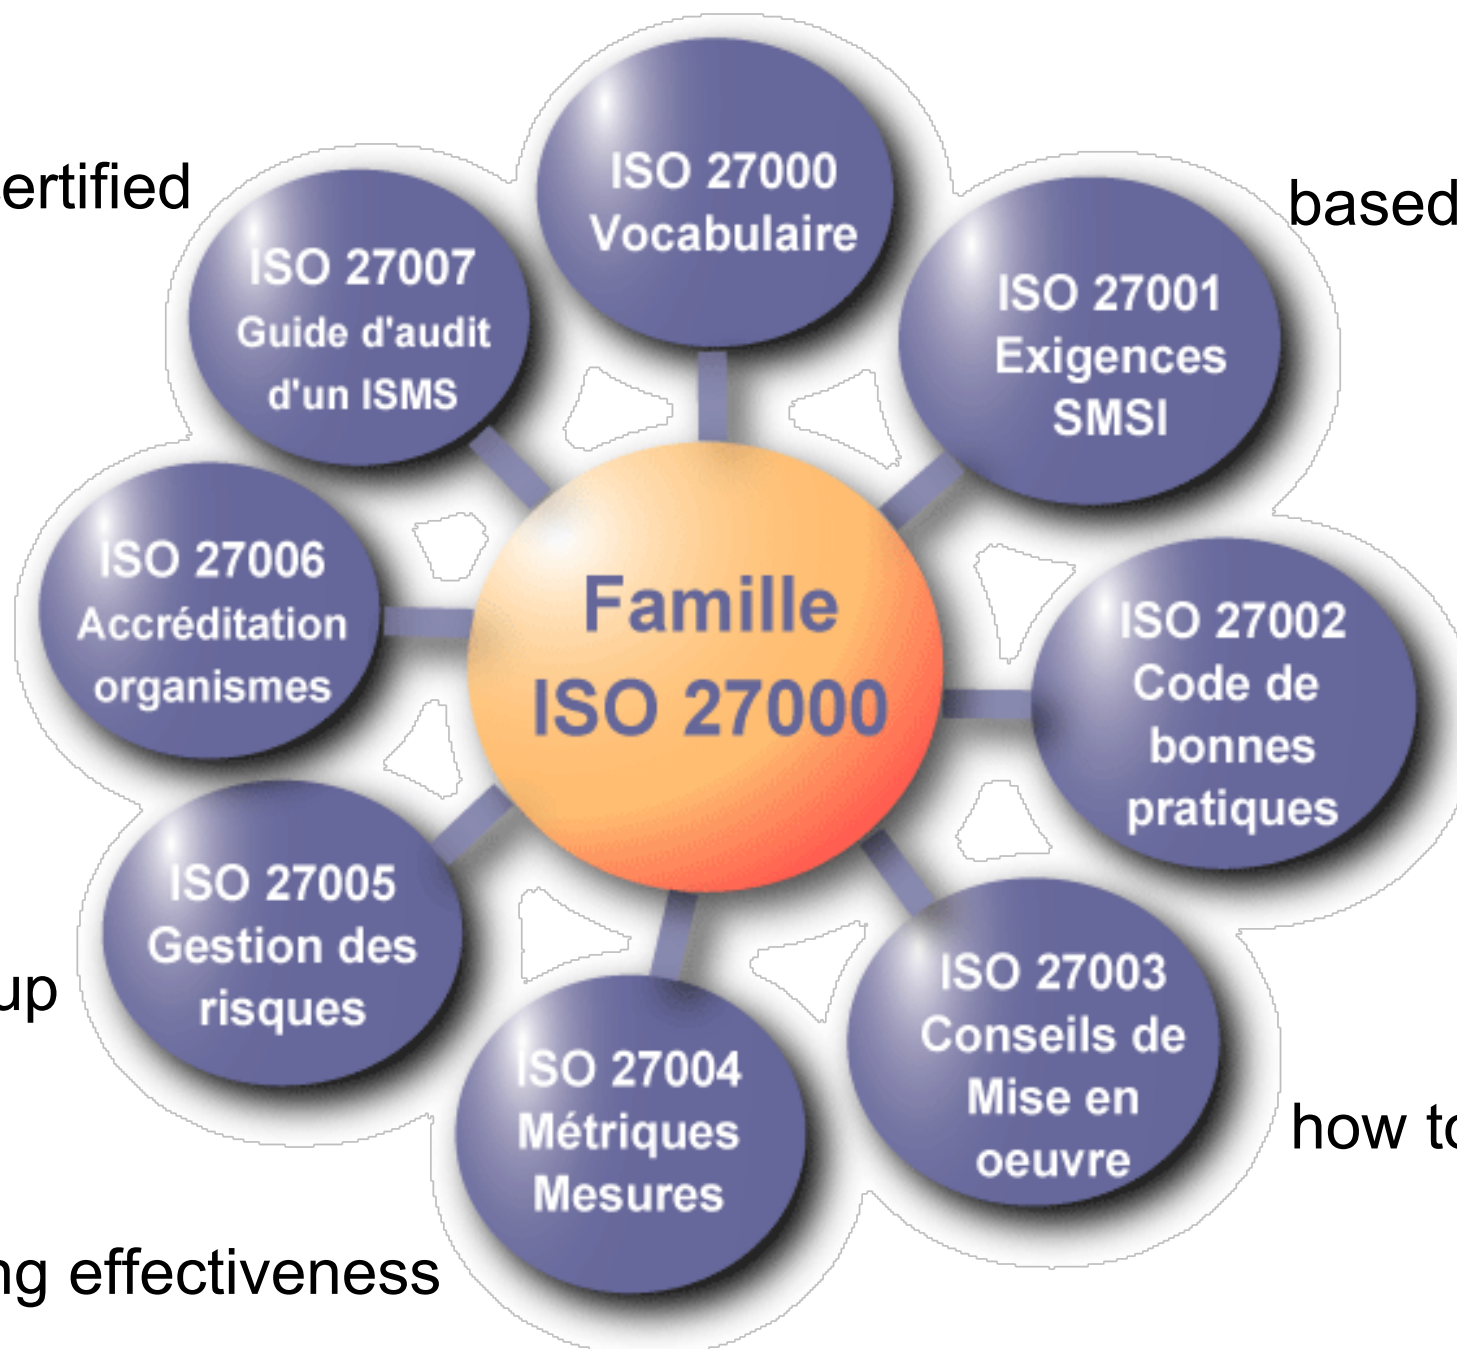 ISO 27000
Vocabulaire
ISO 27001
Exigences
SMSI
ISO 27002
Code de
bonnes
pratiques
ISO 27003
Conseils de
Mise en
oeuvre
ISO 27004
Métriques
Mesures
ISO 27005
Gestion des
risques
ISO 27006
Accréditation
organismes
ISO 27007
Guide d'audit
d'un ISMS
Famille
ISO 27000
ertified
based
up
how to
ng effectiveness